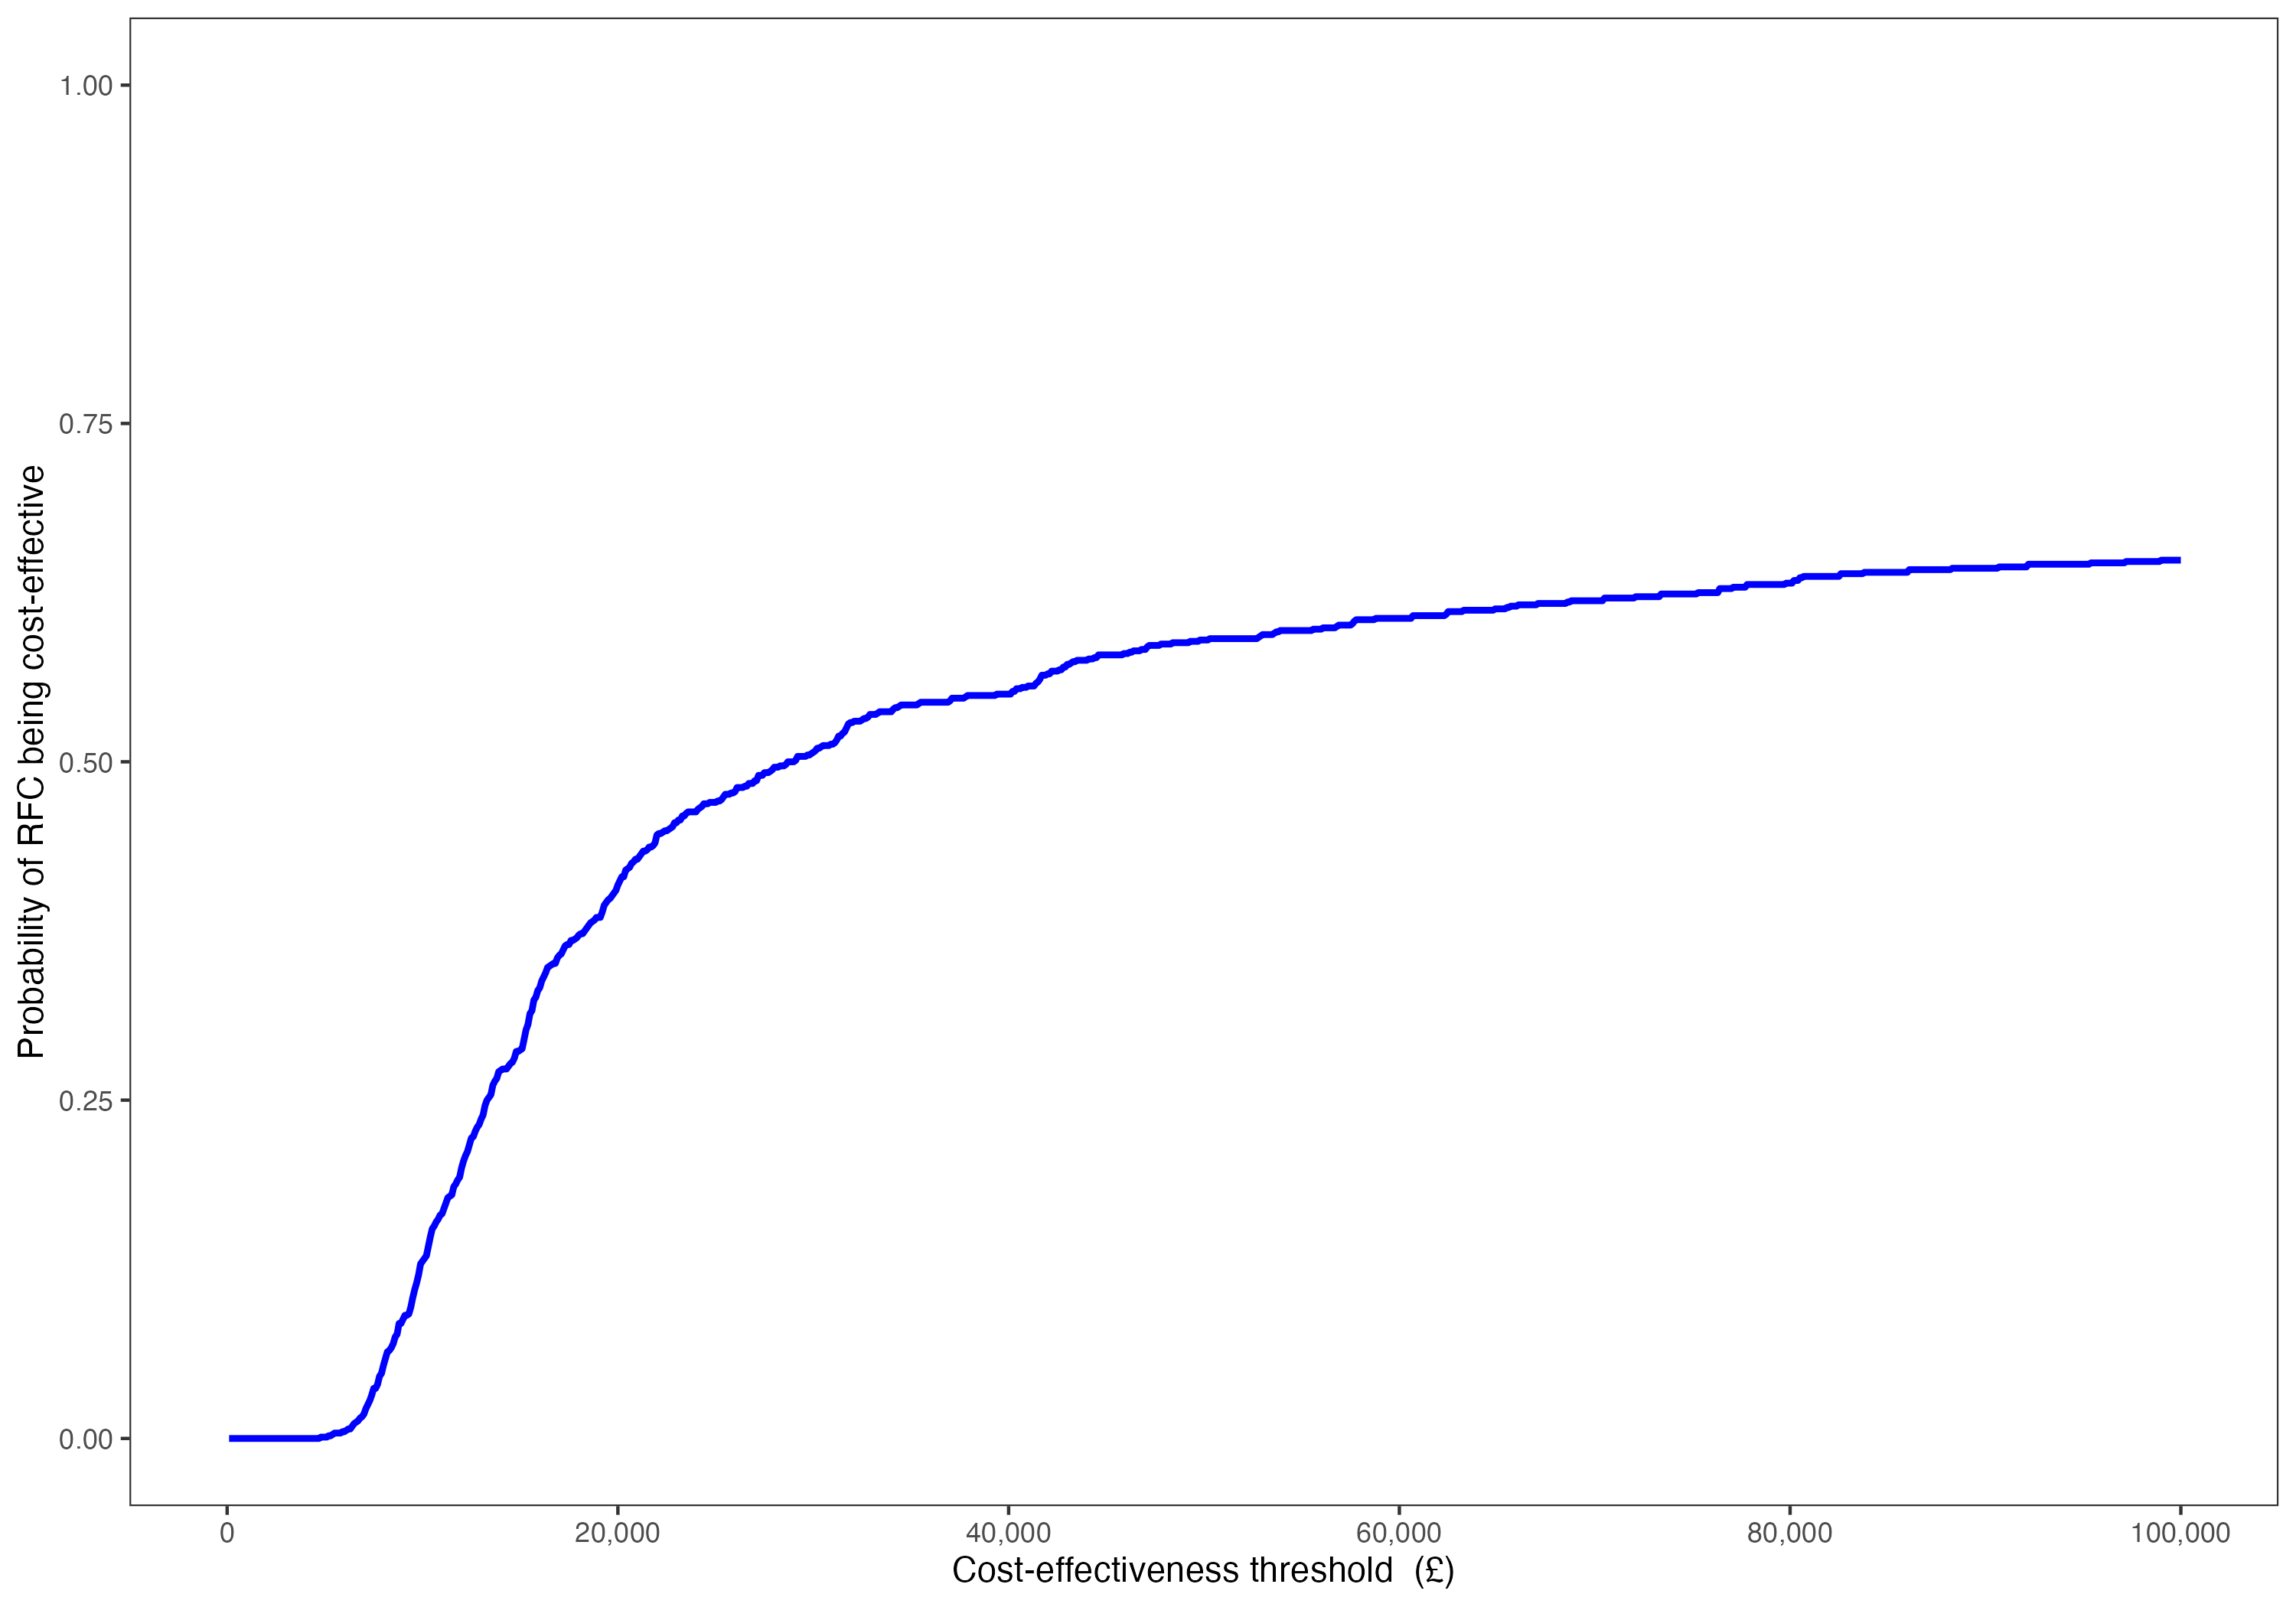 1.00
0.75
0.50
0.25
0.00
Probability of RFC being cost-effective
0 20,000 40,000 60,000 80,000 100,000
Cost-effectiveness threshold (£)